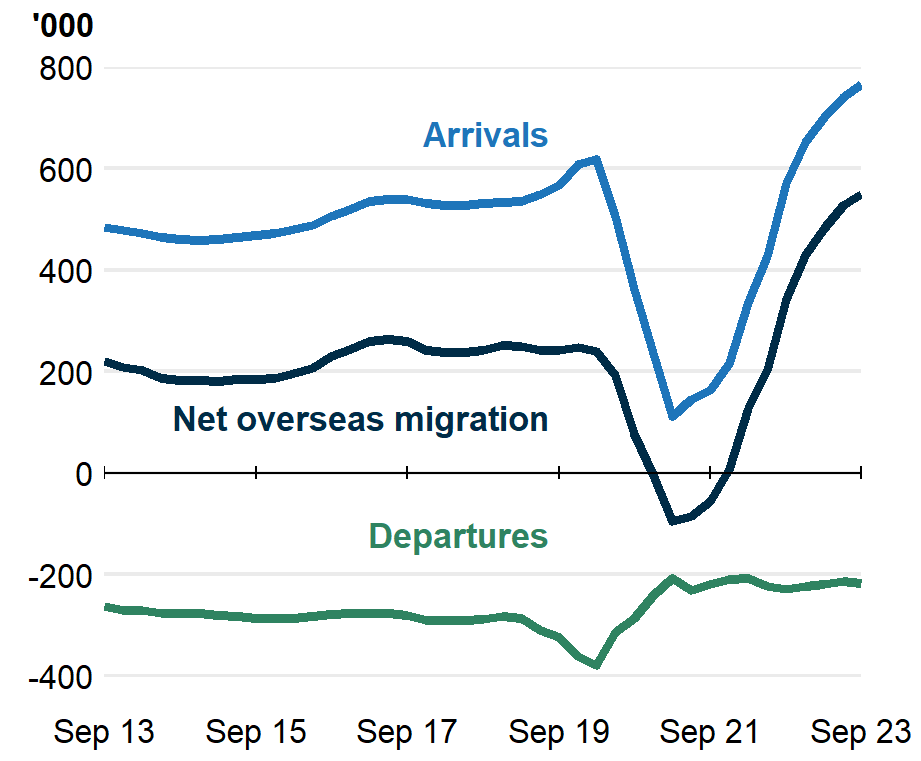 '000
800
Arrivals
600
400
200
Net overseas migration
0
Departures
-200
-400
Sep 13 Sep 15 Sep 17 Sep 19 Sep 21 Sep 23